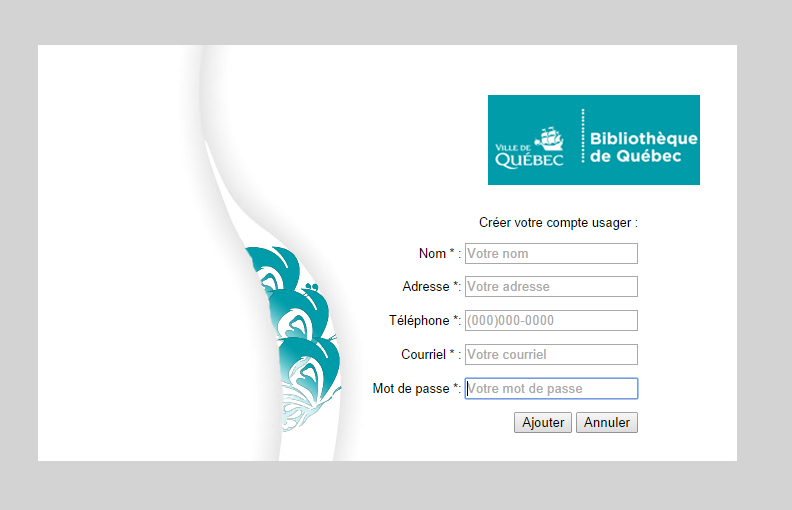 VILLE DE
QUÉBEC
Bibliothèque
de Québec
Créer votre compte usager :
Nom * : Votre nom
Adresse *: Votre adresse
Téléphone *: (000)000-0000
Courriel * : Votre courriel
Mot de passe *: Votre mot de passe
Ajouter Annuler